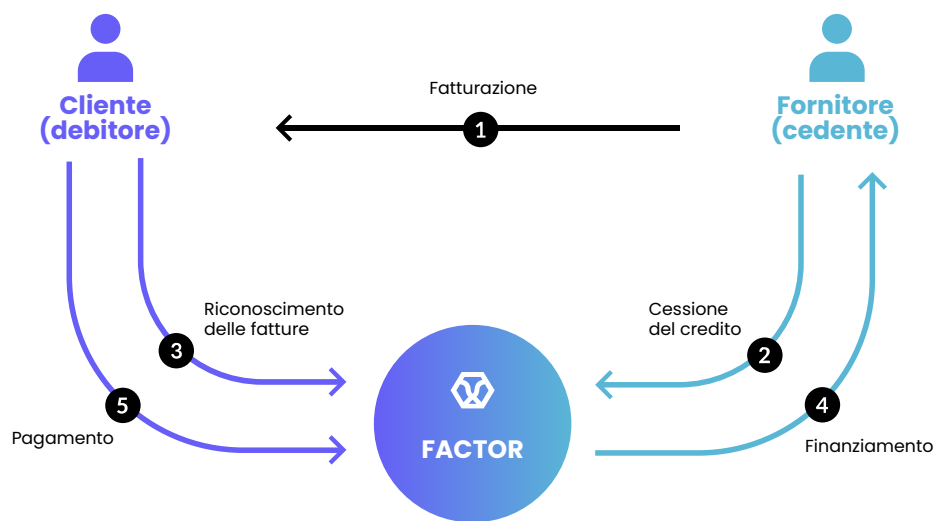 Cliente
(debitore)
Fatturazione
1
Fornitore
(cedente)
Riconoscimento
delle fatture
3
Cessione
del credito
2
5
Pagamento
4
Finanziamento
FACTOR